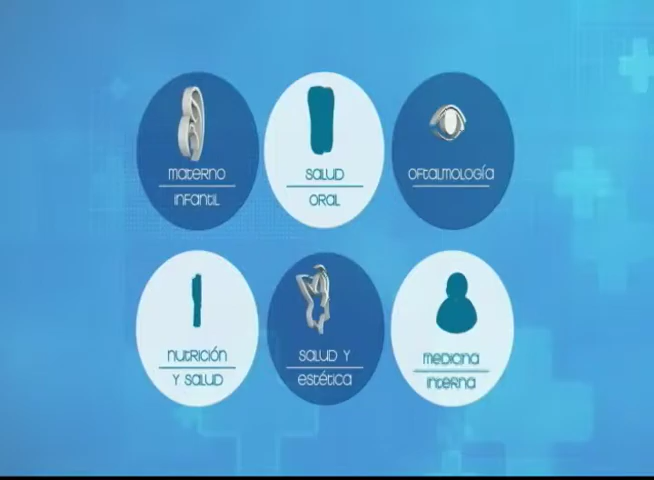 materno
infantil
salud
oral
oftalmología
nutrición
y salud
salud y
estética
medicina
interna